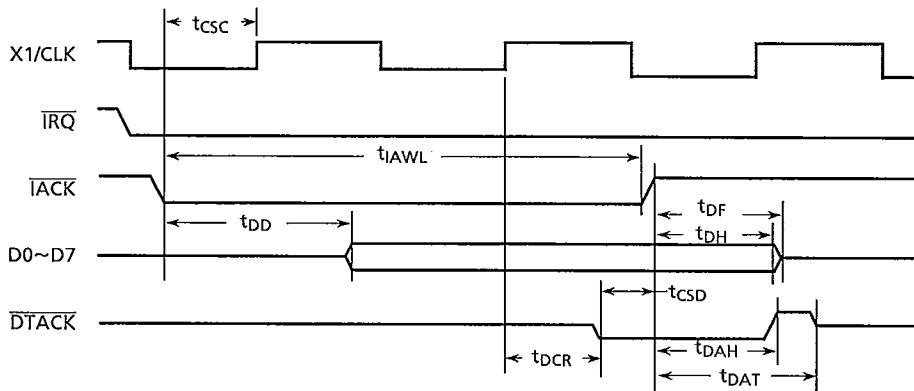 tCSC
X1/CLK
IRQ
tIAWL
IACK
tDD
tDF
tDH
D0~D7
tCSD
DTACK
tDCR
tDAH
tDAT